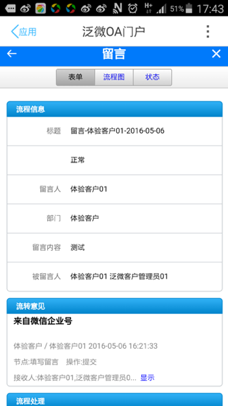 51% 17:43
应用 泛微OA门户
留言
表单 流程图 状态
流程信息
标题 留言-体验客户01-2016-05-06
正常
留言人 体验客户01
部门 体验客户
留言内容 测试
被留言人 体验客户01 泛微客户管理员01
流转意见
来自微信企业号
体验客户 / 体验客户01 2016-05-06 16:21:33
节点:填写留言 操作:提交
接收人:体验客户01,泛微客户管理员0... 显示
流程处理